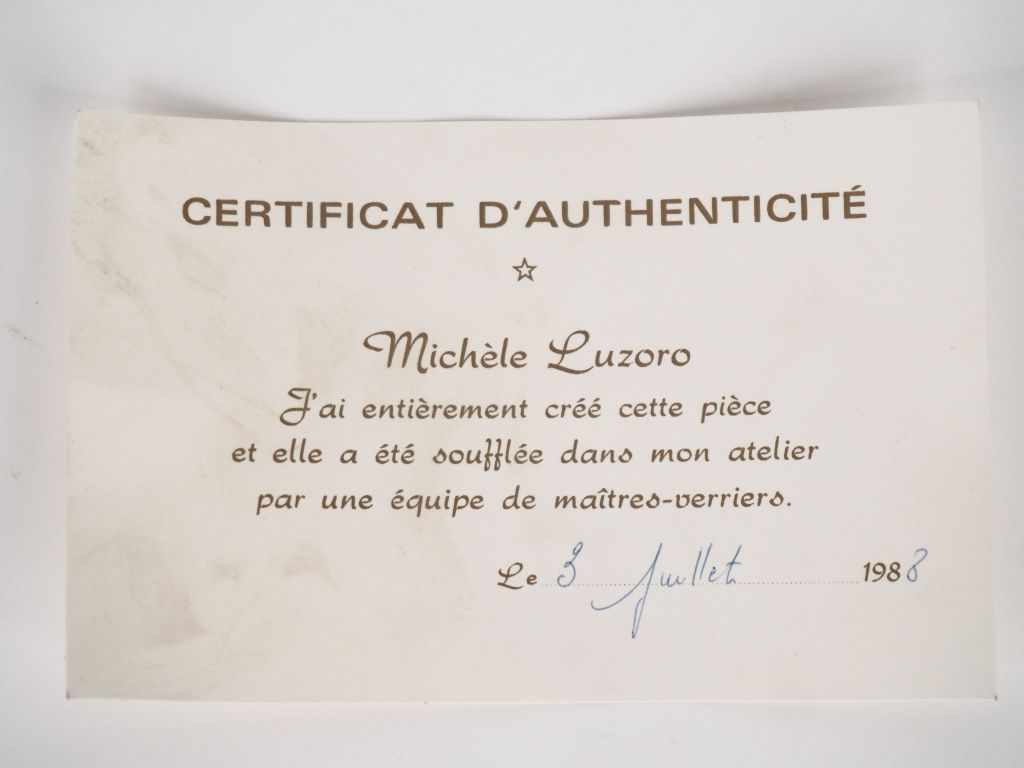 CERTIFICAT D'AUTHENTICITÉ
Michèle Luzoro
J'ai entièrement créé cette pièce
et elle a été soufflée dans mon atelier
par une équipe de maîtres-verriers.
Le 3 Juillet 1988